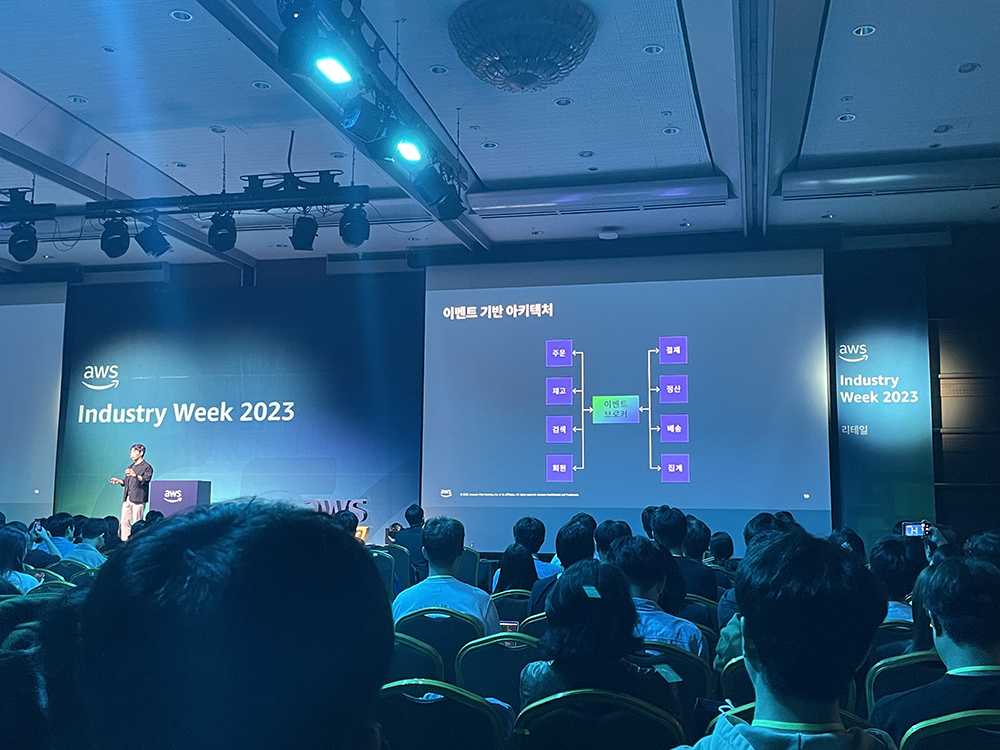 aws
Industry Week 2023
aws
aws
이벤트 기반 아키텍처
주문
재고
검색
회원
이벤트
브로커
결제
정산
배송
집계
aws
aws
Industry
Week 2023
리테일